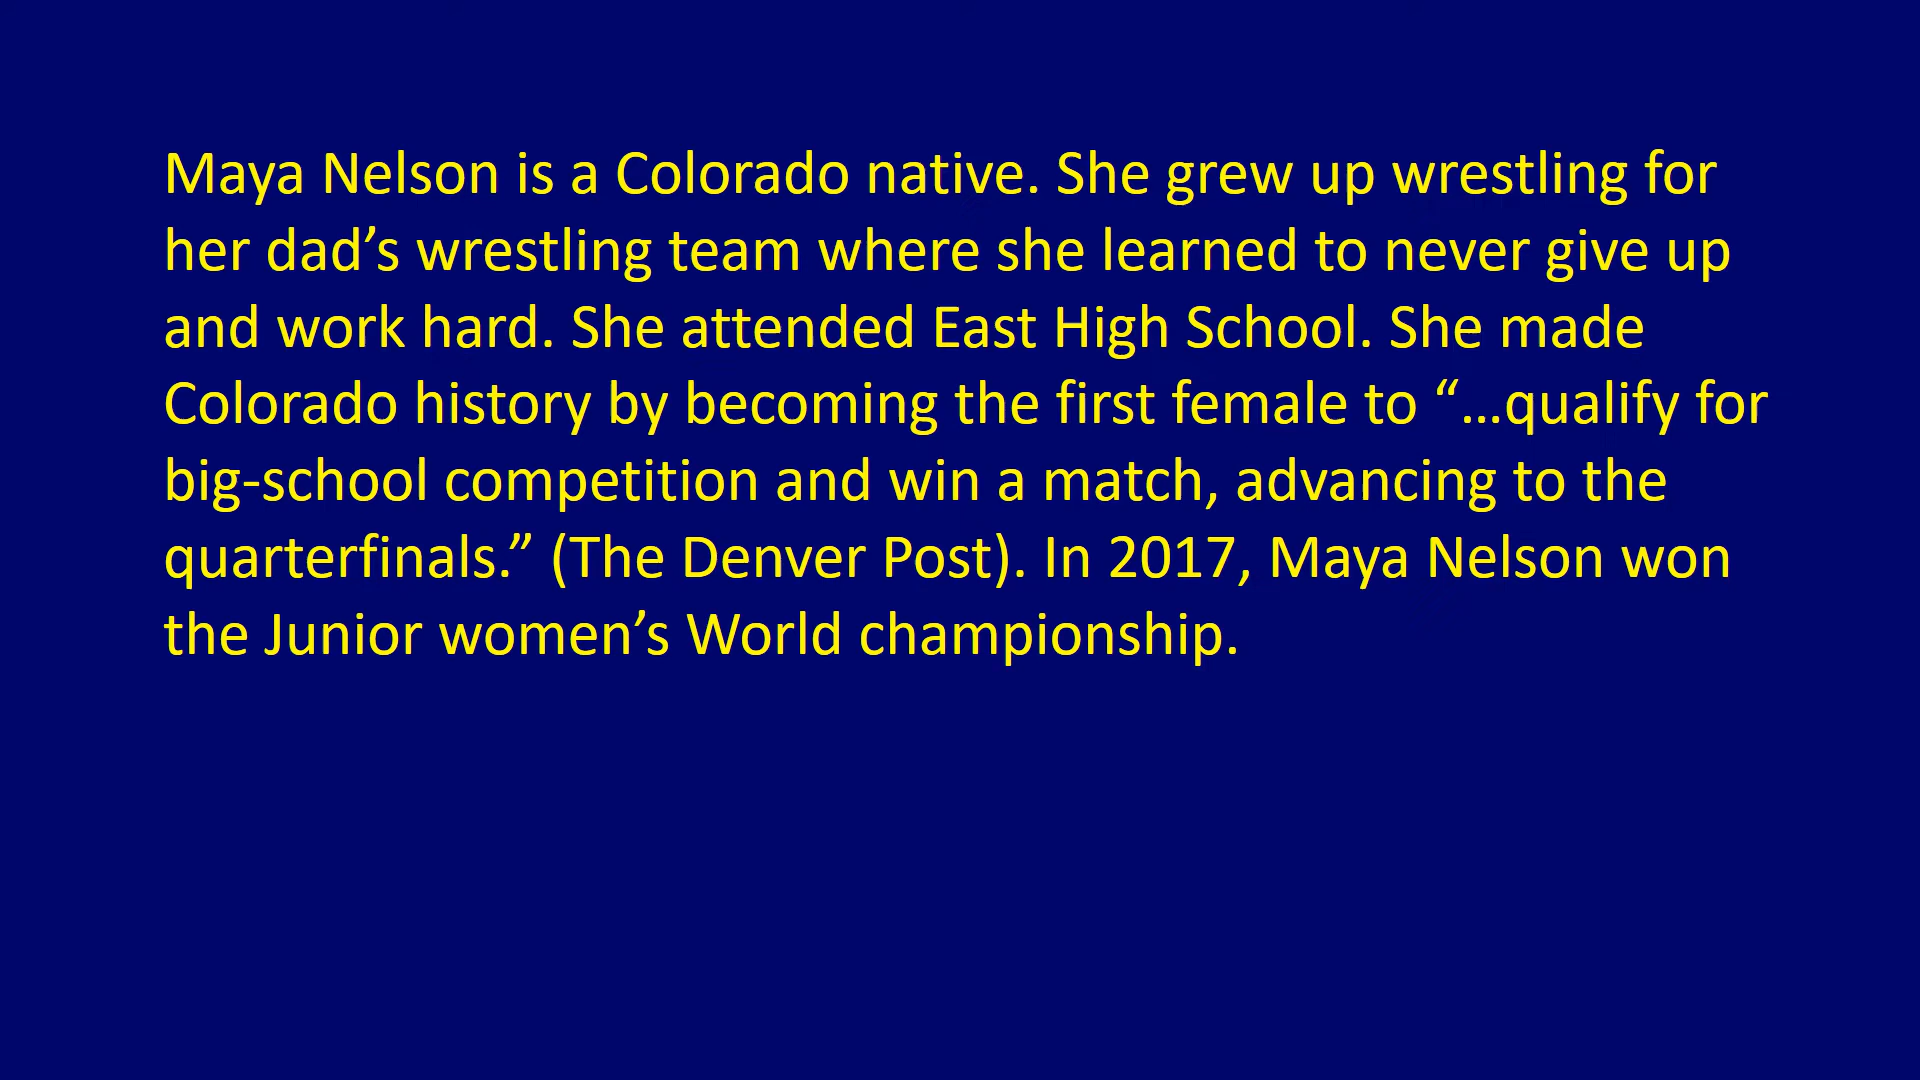 Maya Nelson is a Colorado native. She grew up wrestling for
her dad’s wrestling team where she learned to never give up
and work hard. She attended East High School. She made
Colorado history by becoming the first female to “…qualify for
big-school competition and win a match, advancing to the
quarterfinals.” (The Denver Post). In 2017, Maya Nelson won
the Junior women’s World championship.